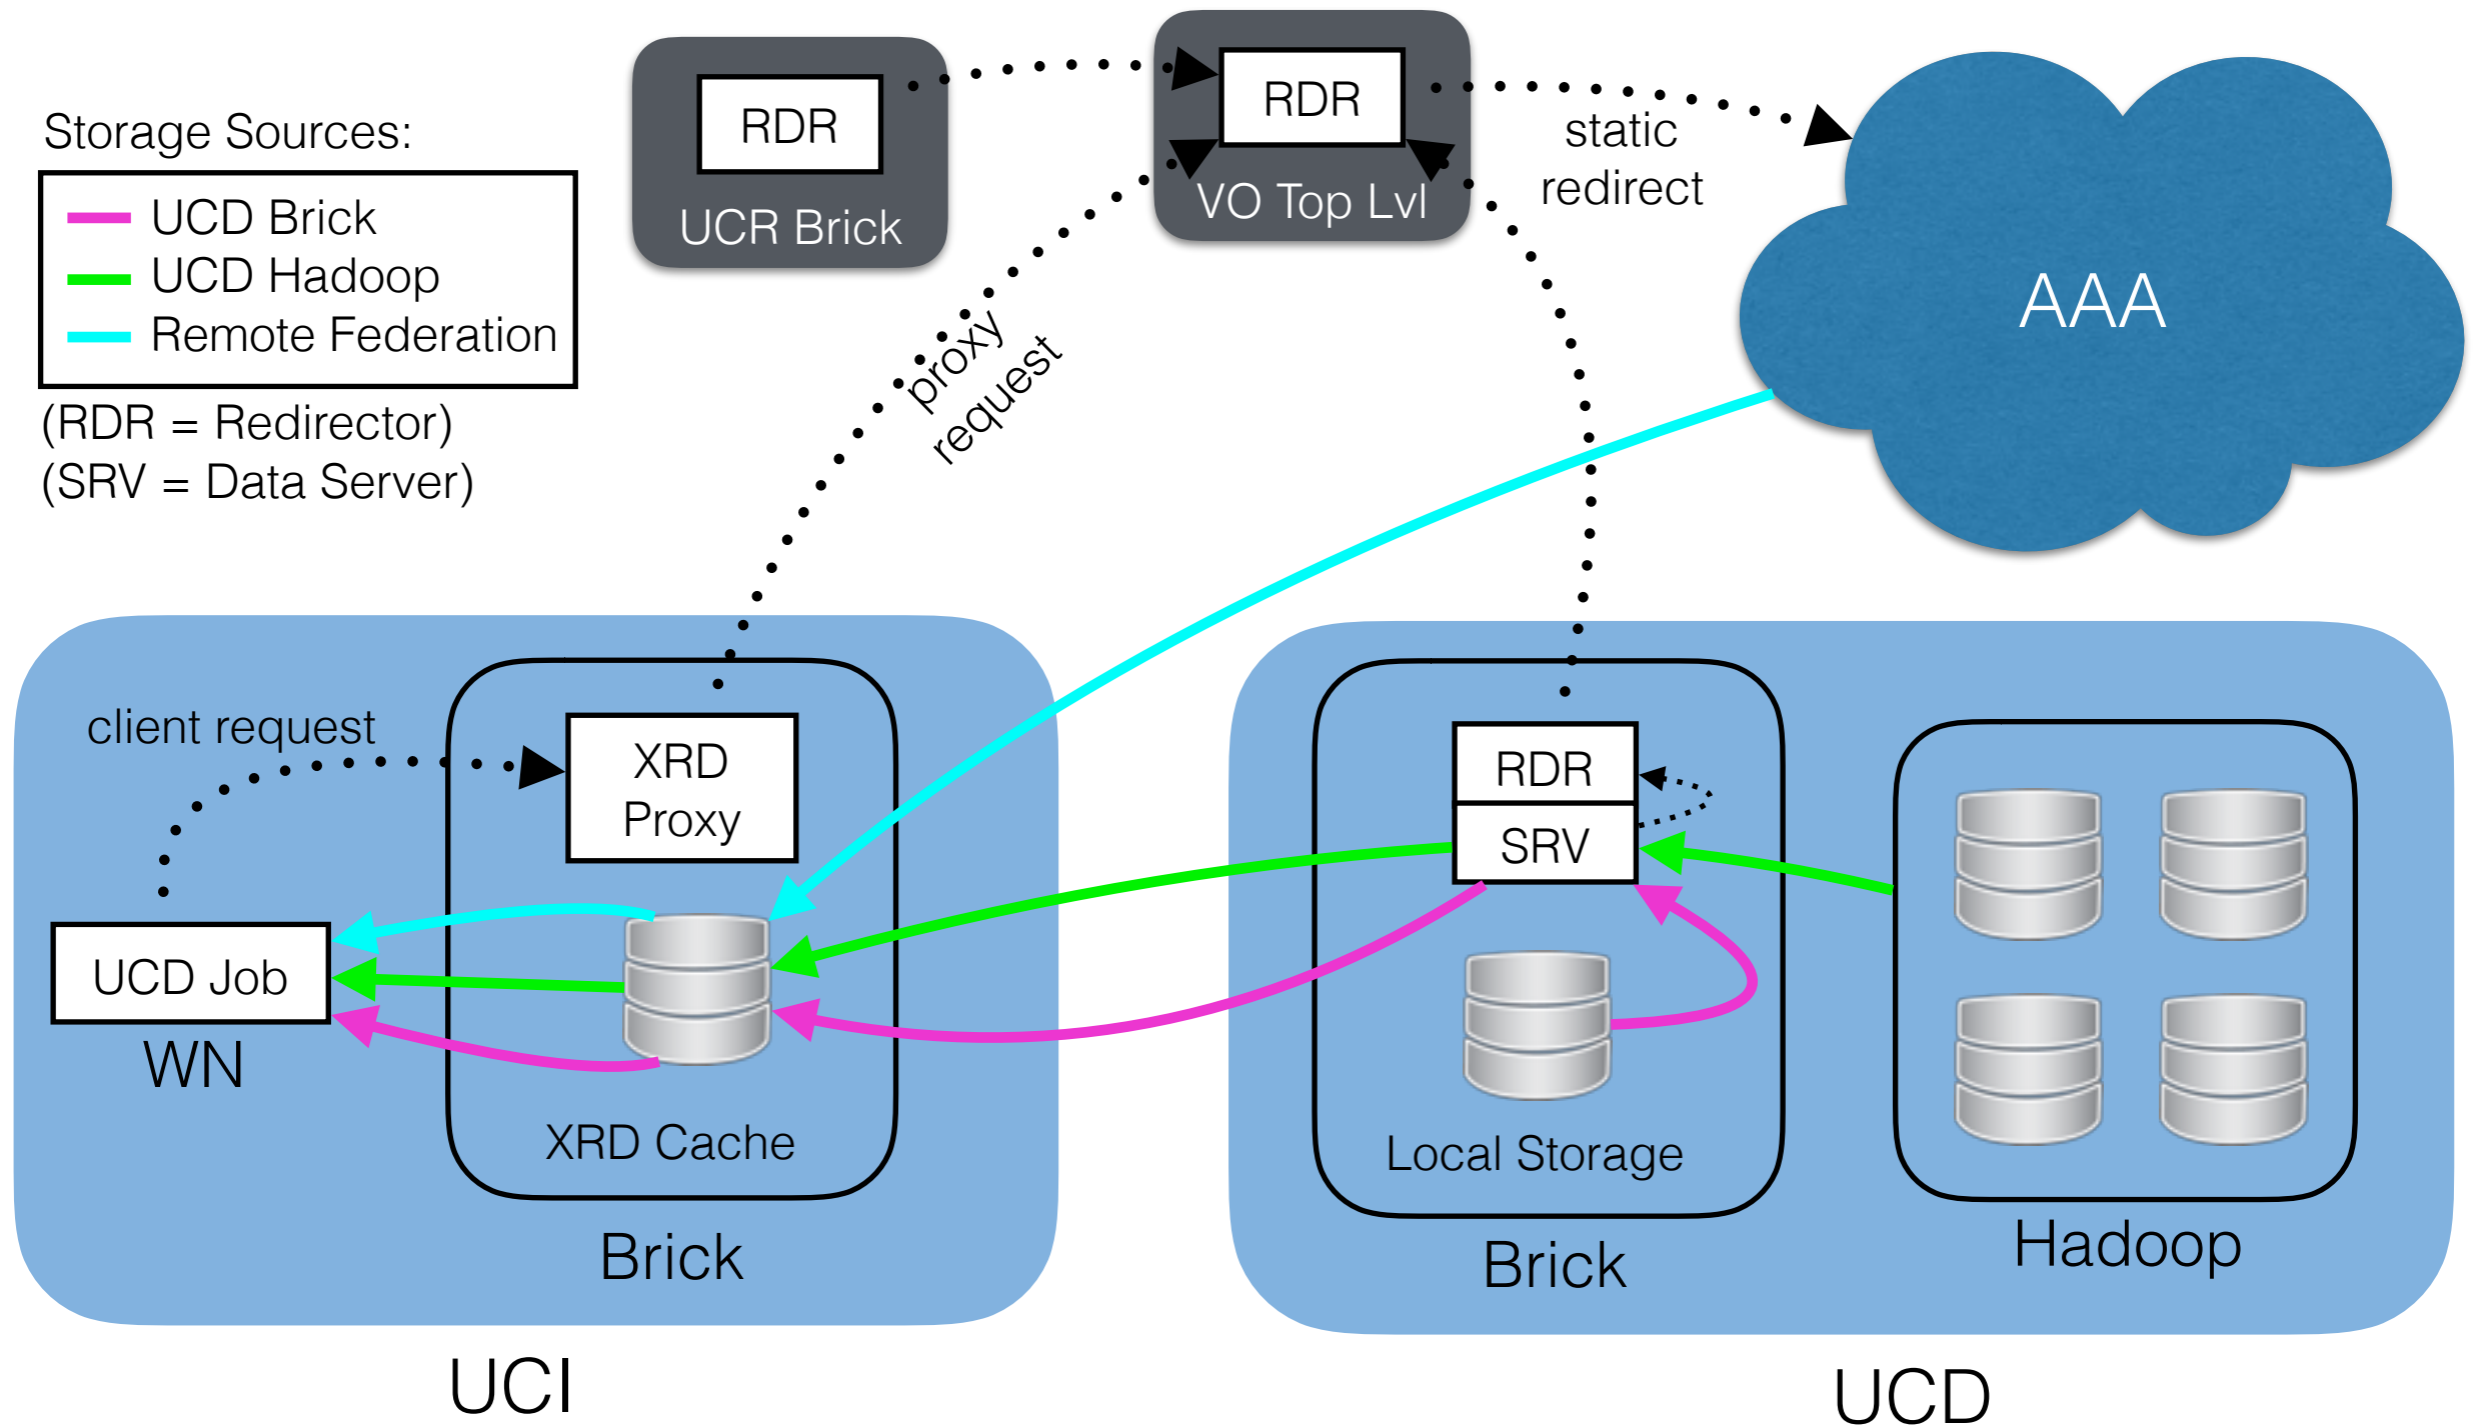 Storage Sources:
UCD Brick
UCD Hadoop
Remote Federation
(RDR = Redirector)
(SRV = Data Server)
RDR
UCR Brick
RDR
VO Top Lvl
static
redirect
AAA
proxy
request
client request
XRD
Proxy
UCD Job
WN
XRD Cache
Brick
UCI
RDR
SRV
Local Storage
Brick
Hadoop
UCD